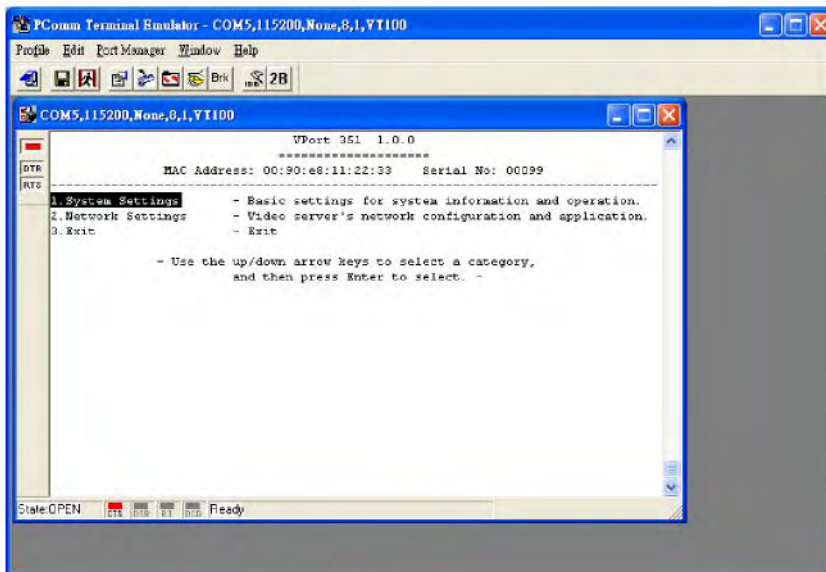 PComm Terminal Emulator - COM5,115200,None,8,1,VT100
Profile Edit Port Manager Window Help
Brk 2B
COM5,115200,None,8,1,VT100
DTR
RTS
VPort 351 1.0.0
=====================
MAC Address: 00:90:e8:11:22:33 Serial No: 00099
1.System Settings - Basic settings for system information and operation.
2.Network Settings - Video server's network configuration and application.
3.Exit - Exit
- Use the up/down arrow keys to select a category,
and then press Enter to select. -
State:OPEN CTS DSR RI DCD Ready